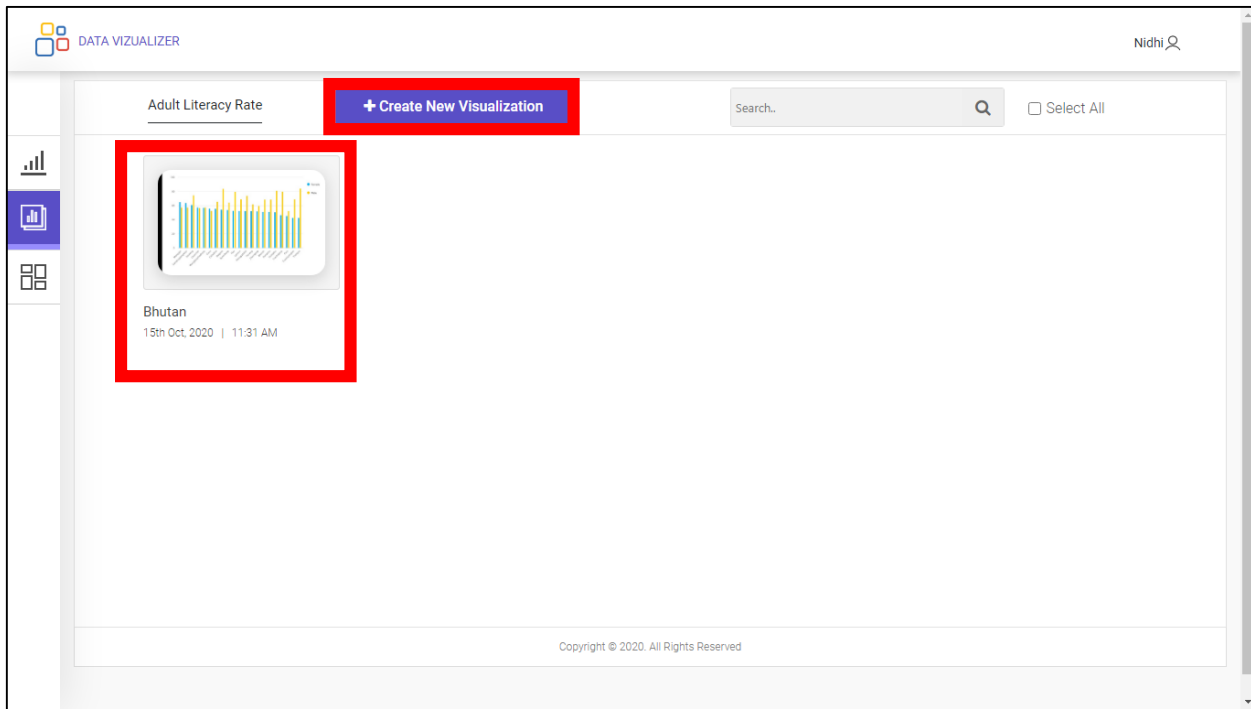 DATA VIZUALIZER
Nidhi
Adult Literacy Rate
+ Create New Visualization
Search..
Select All
Bhutan
15th Oct, 2020 | 11:31 AM
Copyright © 2020. All Rights Reserved